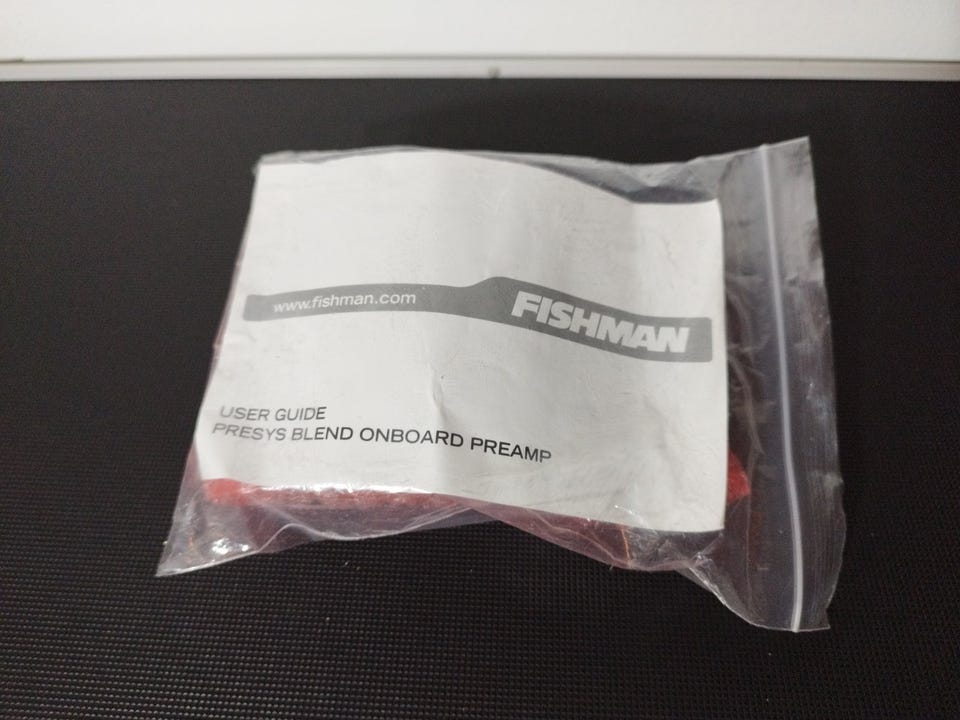 www.fishman.com
FISHMAN
USER GUIDE
PRESYS BLEND ONBOARD PREAMP